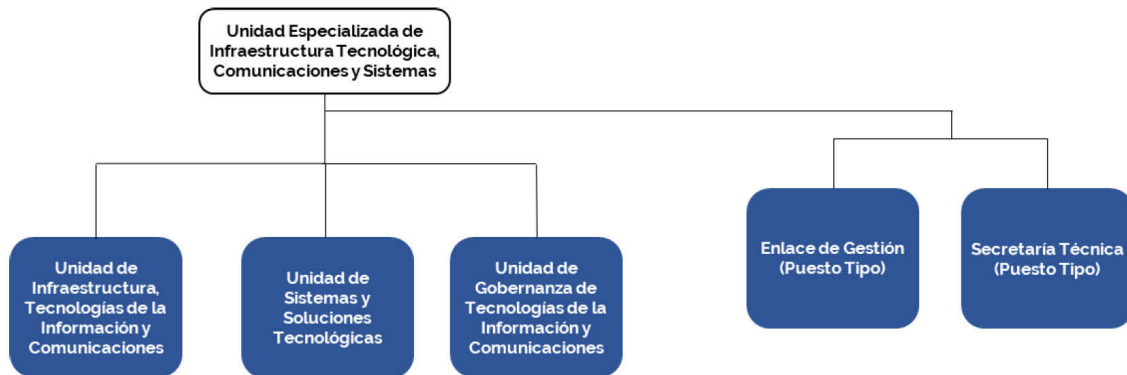 Unidad Especializada de
Infraestructura Tecnológica,
Comunicaciones y Sistemas
Unidad de
Infraestructura,
Tecnologías de la
Información y
Comunicaciones
Unidad de
Sistemas y
Soluciones
Tecnológicas
Unidad de
Gobernanza de
Tecnologías de la
Información y
Comunicaciones
Enlace de Gestión
(Puesto Tipo)
Secretaría Técnica
(Puesto Tipo)